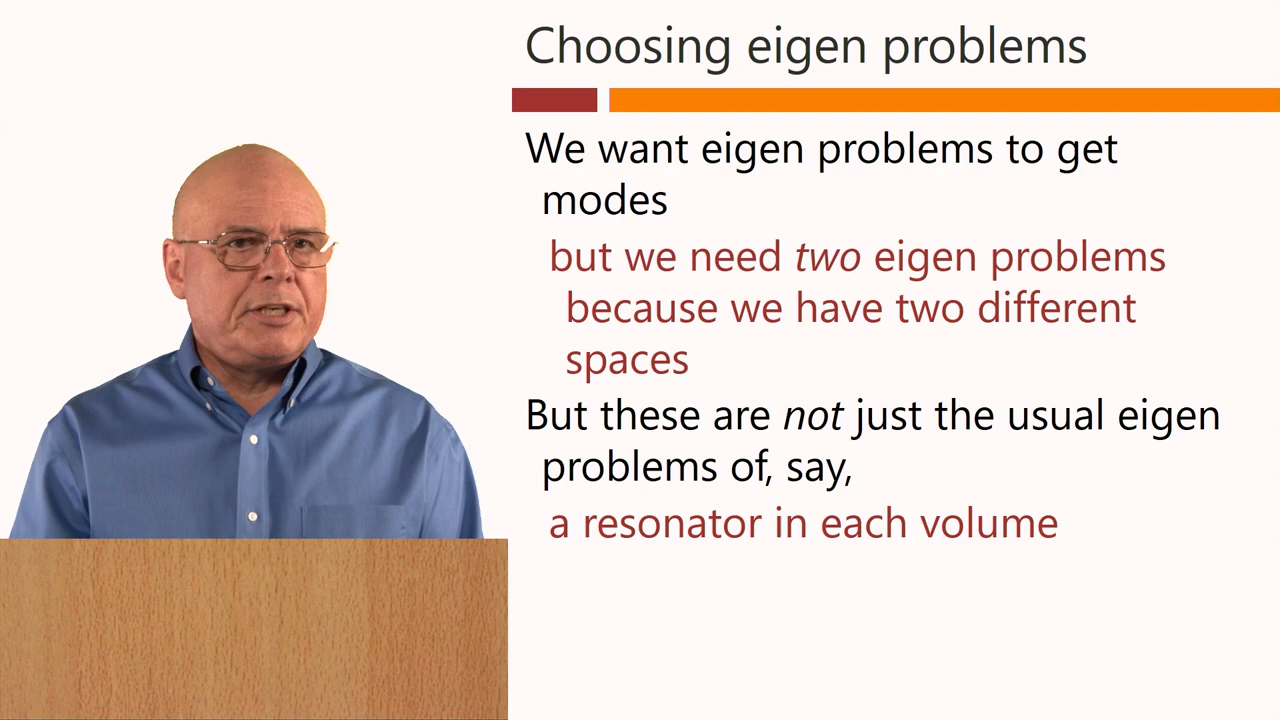 Choosing eigen problems
We want eigen problems to get
modes
but we need two eigen problems
because we have two different
spaces
But these are not just the usual eigen
problems of, say,
a resonator in each volume